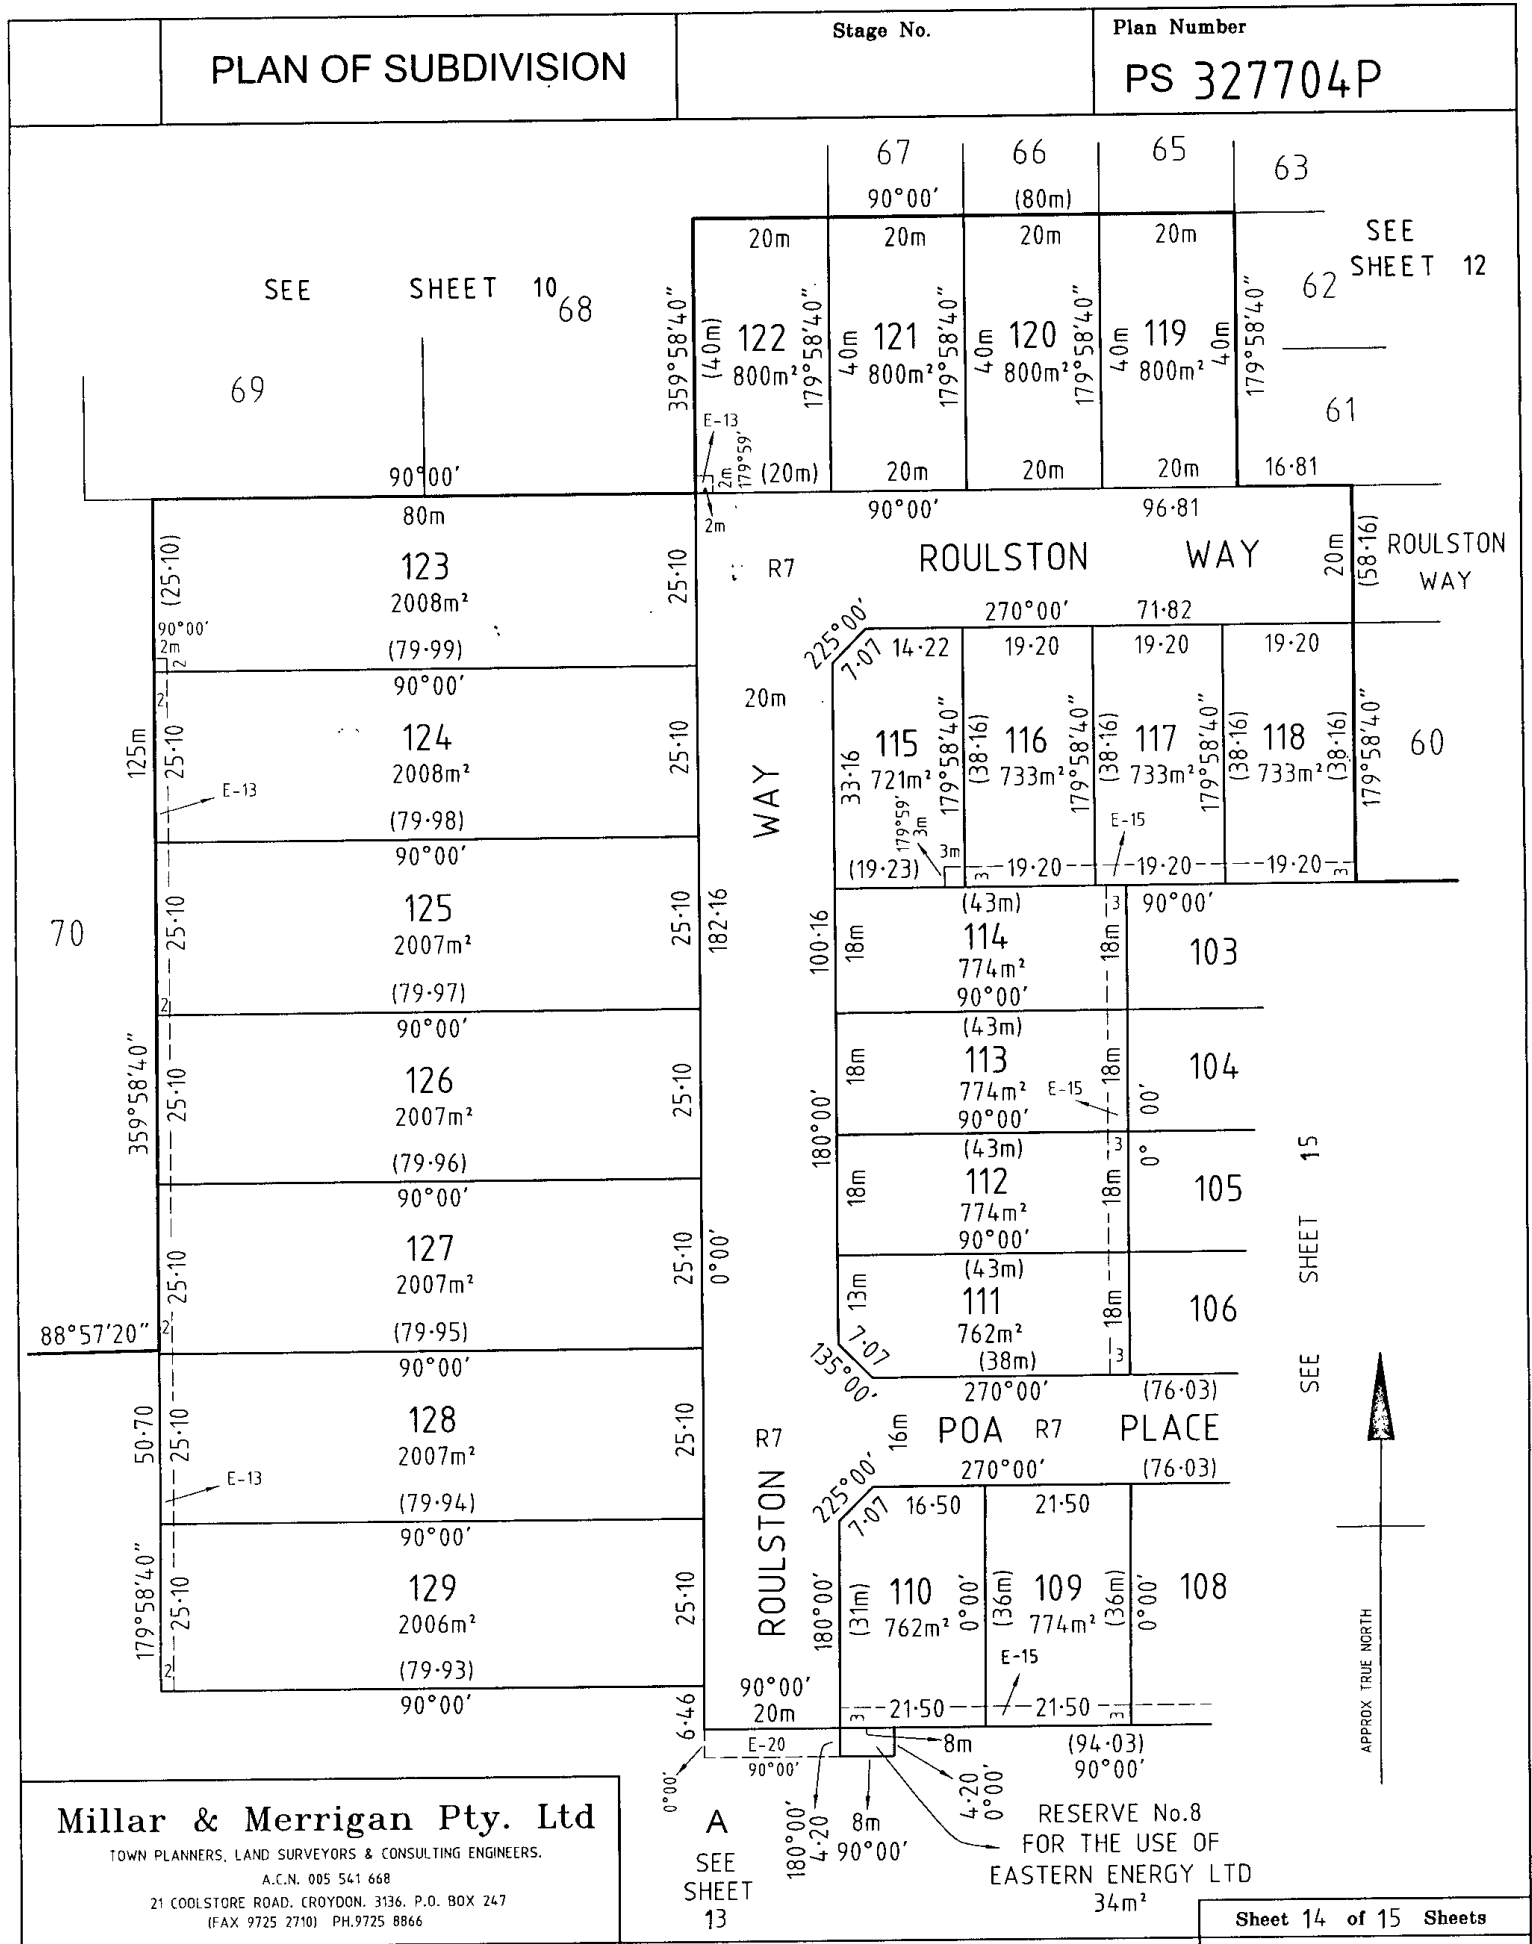 PLAN OF SUBDIVISION
Stage No.
Plan Number
PS 327704P
67
66
65
63
90°00'
(80m)
SEE
SHEET 12
SEE SHEET 10
68
69
62
61
20m
20m
20m
20m
359°58'40"
(40m)
122
800m²
179°58'40"
40m
121
800m²
179°58'40"
40m
120
800m²
179°58'40"
40m
119
800m²
40m
179°58'40"
E-13
2m
179°59'
(20m)
20m
20m
20m
16·81
90°00'
2m
90°00'
96·81
80m
(25·10)
123
2008m²
25·10
90°00'
2m
2
(79·99)
R7
ROULSTON WAY
20m
(58·16)
ROULSTON
WAY
270°00'
71·82
225°00'
7·07
14·22
19·20
19·20
19·20
90°00'
2
125m
25·10
124
2008m²
25·10
E-13
(79·98)
20m
WAY
33·16
115
721m²
179°58'40"
(38·16)
116
733m²
179°58'40"
(38·16)
117
733m²
179°58'40"
(38·16)
118
733m²
(38·16)
179°58'40"
60
179°59'
3m
3m
E-15
(19·23)
3
19·20
19·20
19·20
3
90°00'
70
25·10
125
2007m²
25·10
182·16
(79·97)
2
100·16
18m
(43m)
114
774m²
90°00'
3
18m
90°00'
103
90°00'
359°58'40"
25·10
126
2007m²
25·10
(79·96)
18m
(43m)
113
774m²
90°00'
E-15
18m
104
0° 00'
180°00'
90°00'
25·10
127
2007m²
25·10
0°00'
(79·95)
2
88°57'20"
18m
(43m)
112
774m²
90°00'
3
18m
105
SEE SHEET 15
13m
(43m)
111
762m²
(38m)
18m
3
106
7·07
135°00'
270°00'
(76·03)
90°00'
50·70
25·10
128
2007m²
25·10
E-13
(79·94)
R7
16m
POA R7 PLACE
270°00'
(76·03)
225°00'
7·07
16·50
21·50
90°00'
179°58'40"
25·10
129
2006m²
25·10
(79·93)
2
90°00'
ROULSTON
180°00'
(31m)
110
762m²
0°00'
(36m)
109
774m²
(36m)
0°00'
108
E-15
6·46
90°00'
20m
3
21·50
21·50
3
E-20
90°00'
0°00'
4·20
180°00'
8m
8m
90°00'
4·20
0°00'
(94·03)
90°00'
APPROX TRUE NORTH
A
SEE
SHEET
13
RESERVE No.8
FOR THE USE OF
EASTERN ENERGY LTD
34m²
Millar & Merrigan Pty. Ltd
TOWN PLANNERS, LAND SURVEYORS & CONSULTING ENGINEERS.
A.C.N. 005 541 668
21 COOLSTORE ROAD. CROYDON. 3136. P.O. BOX 247
(FAX 9725 2710) PH.9725 8866
Sheet 14 of 15 Sheets